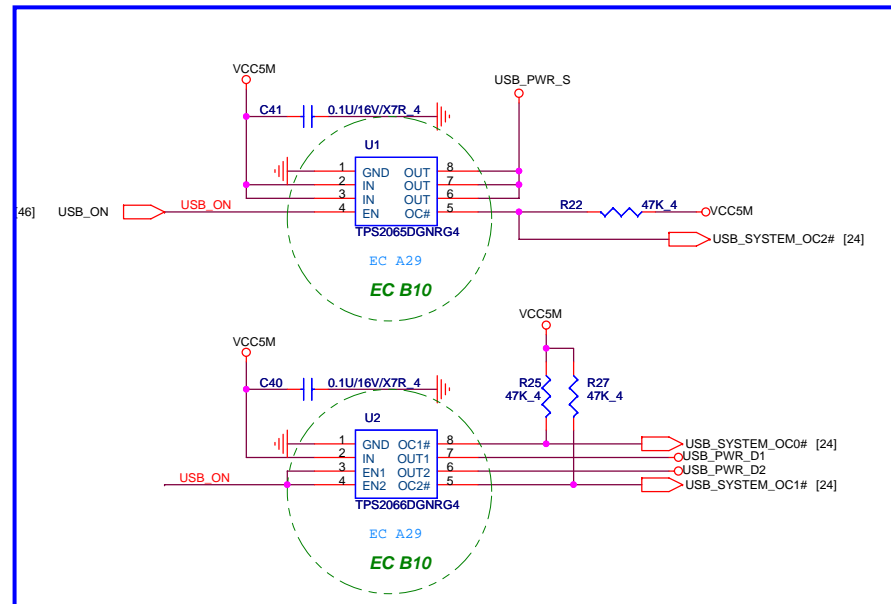 VCC5M
USB_PWR_S
C41 0.1U/16V/X7R_4
U1
1 GND OUT 8
2 IN OUT 7
3 IN OUT 6
4 EN OC# 5
R22 47K_4 VCC5M
[46] USB_ON USB_ON
TPS2065DGNRG4
USB_SYSTEM_OC2# [24]
EC A29
EC B10
VCC5M
VCC5M
C40 0.1U/16V/X7R_4
R25 R27
47K_4 47K_4
U2
1 GND OC1# 8
2 IN OUT1 7
3 EN1 OUT2 6
4 EN2 OC2# 5
USB_SYSTEM_OC0# [24]
USB_PWR_D1
USB_PWR_D2
USB_SYSTEM_OC1# [24]
USB_ON
TPS2066DGNRG4
EC A29
EC B10